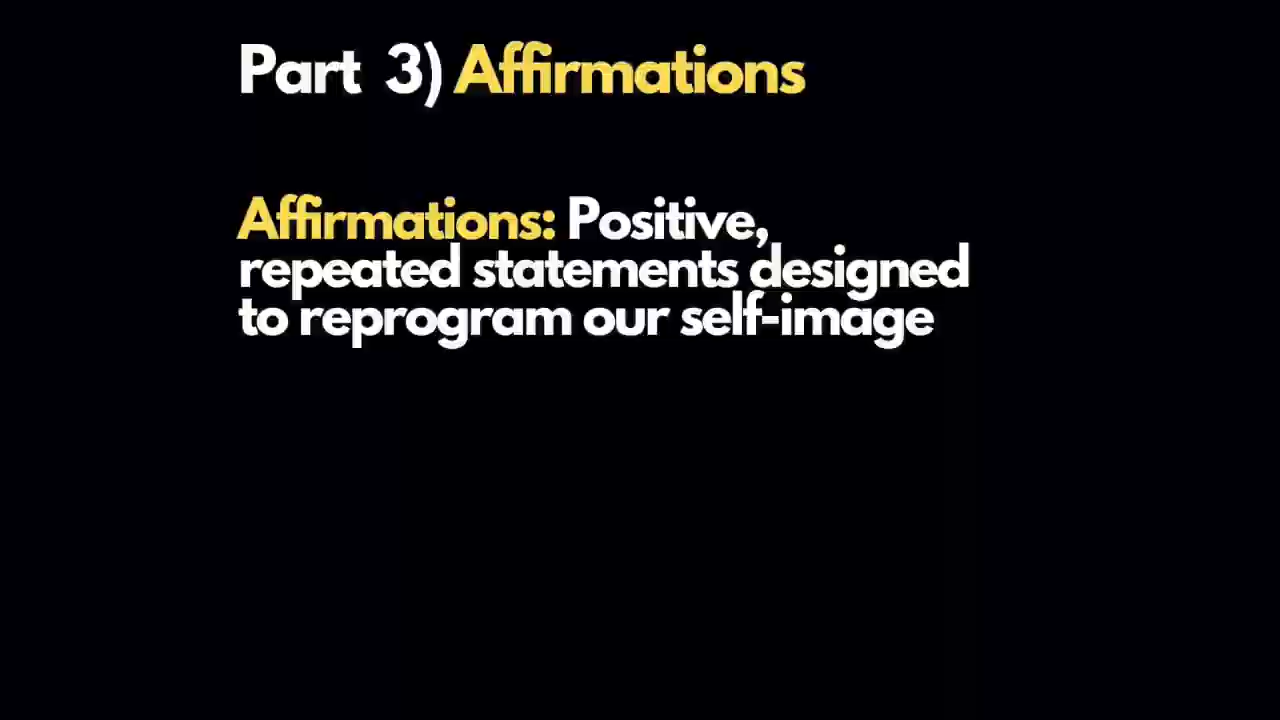 Part 3) Affirmations
Affirmations: Positive,
repeated statements designed
to reprogram our self-image